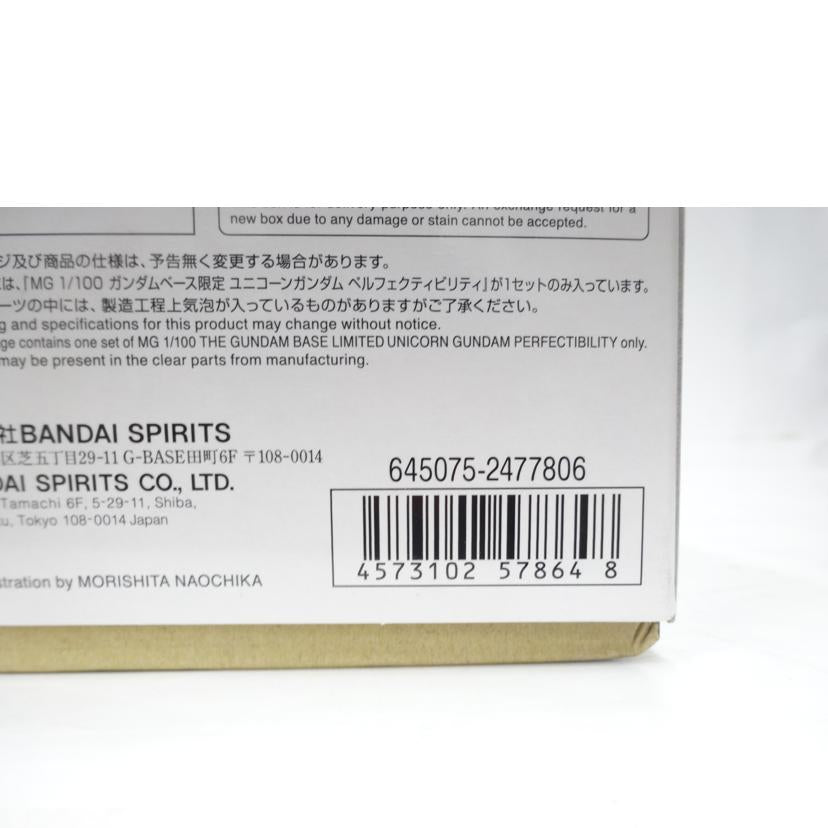 new box due to any damage or stain cannot be accepted.
ジ及び商品の仕様は、予告無く変更する場合があります。
は、『MG 1/100 ガンダムベース限定 ユニコーンガンダム ペルフェクティビリティ』が1セットのみ入っています。
ーツの中には、製造工程上気泡が入っているものがありますがご了承ください。
g and specifications for this product may change without notice.
ge contains one set of MG 1/100 THE GUNDAM BASE LIMITED UNICORN GUNDAM PERFECTIBILITY only.
may be present in the clear parts from manufacturing.
社BANDAI SPIRITS
区芝五丁目29-11 G-BASE田町6F 〒108-0014
DAI SPIRITS CO., LTD.
Tamachi 6F, 5-29-11, Shiba,
u, Tokyo 108-0014 Japan
stration by MORISHITA NAOCHIKA
645075-2477806
4573102 57864 8